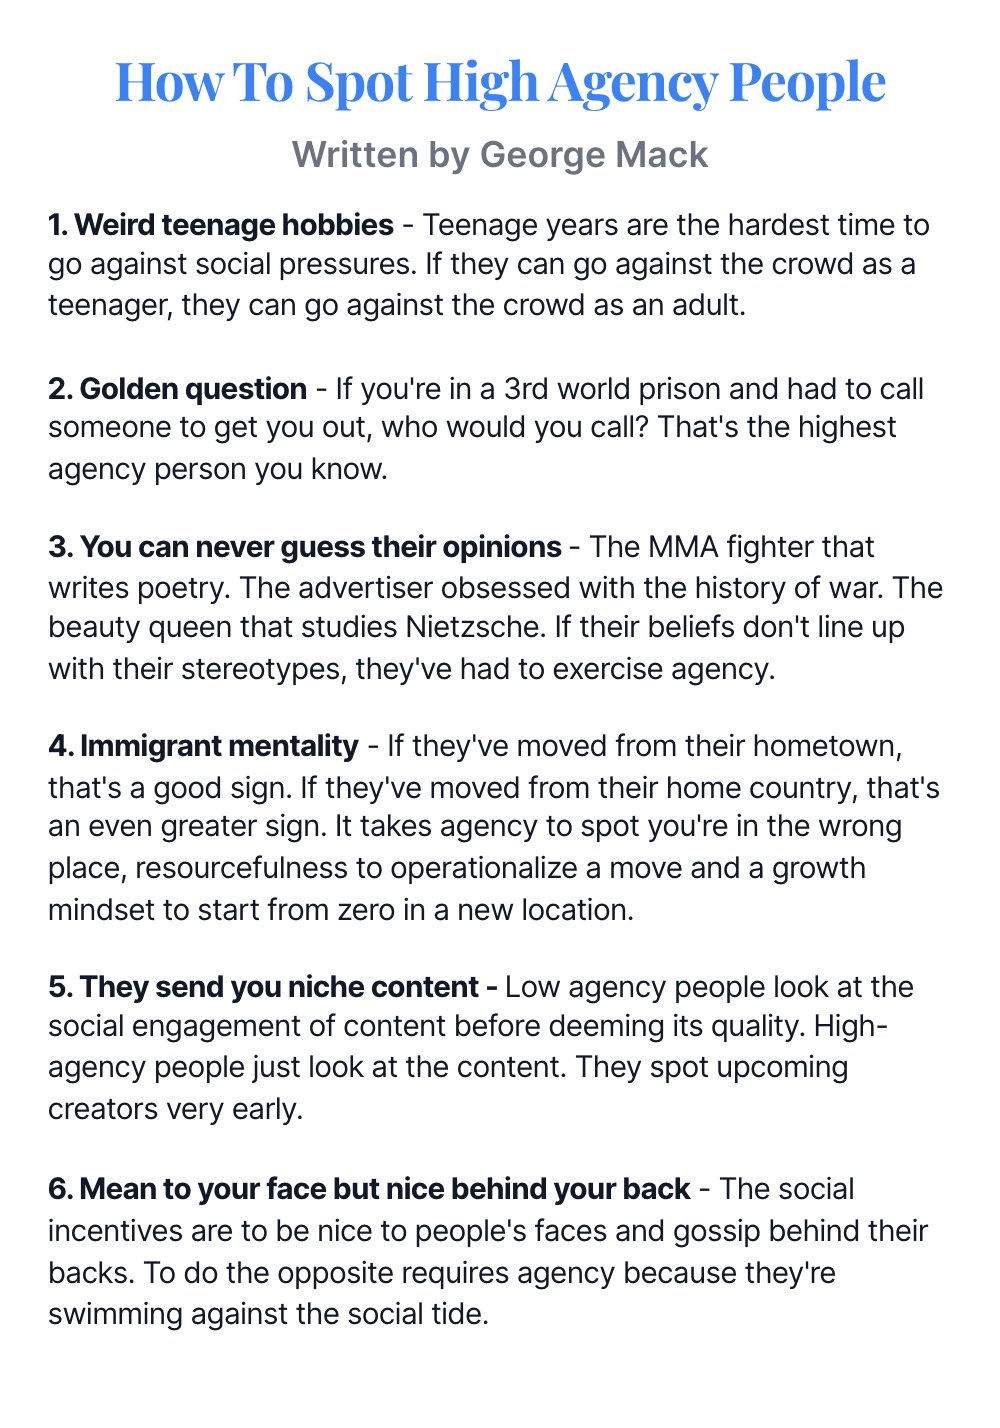 How To Spot High Agency People
Written by George Mack
1. Weird teenage hobbies - Teenage years are the hardest time to
go against social pressures. If they can go against the crowd as a
teenager, they can go against the crowd as an adult.
2. Golden question - If you're in a 3rd world prison and had to call
someone to get you out, who would you call? That's the highest
agency person you know.
3. You can never guess their opinions - The MMA fighter that
writes poetry. The advertiser obsessed with the history of war. The
beauty queen that studies Nietzsche. If their beliefs don't line up
with their stereotypes, they've had to exercise agency.
4. Immigrant mentality - If they've moved from their hometown,
that's a good sign. If they've moved from their home country, that's
an even greater sign. It takes agency to spot you're in the wrong
place, resourcefulness to operationalize a move and a growth
mindset to start from zero in a new location.
5. They send you niche content - Low agency people look at the
social engagement of content before deeming its quality. High-
agency people just look at the content. They spot upcoming
creators very early.
6. Mean to your face but nice behind your back - The social
incentives are to be nice to people's faces and gossip behind their
backs. To do the opposite requires agency because they're
swimming against the social tide.